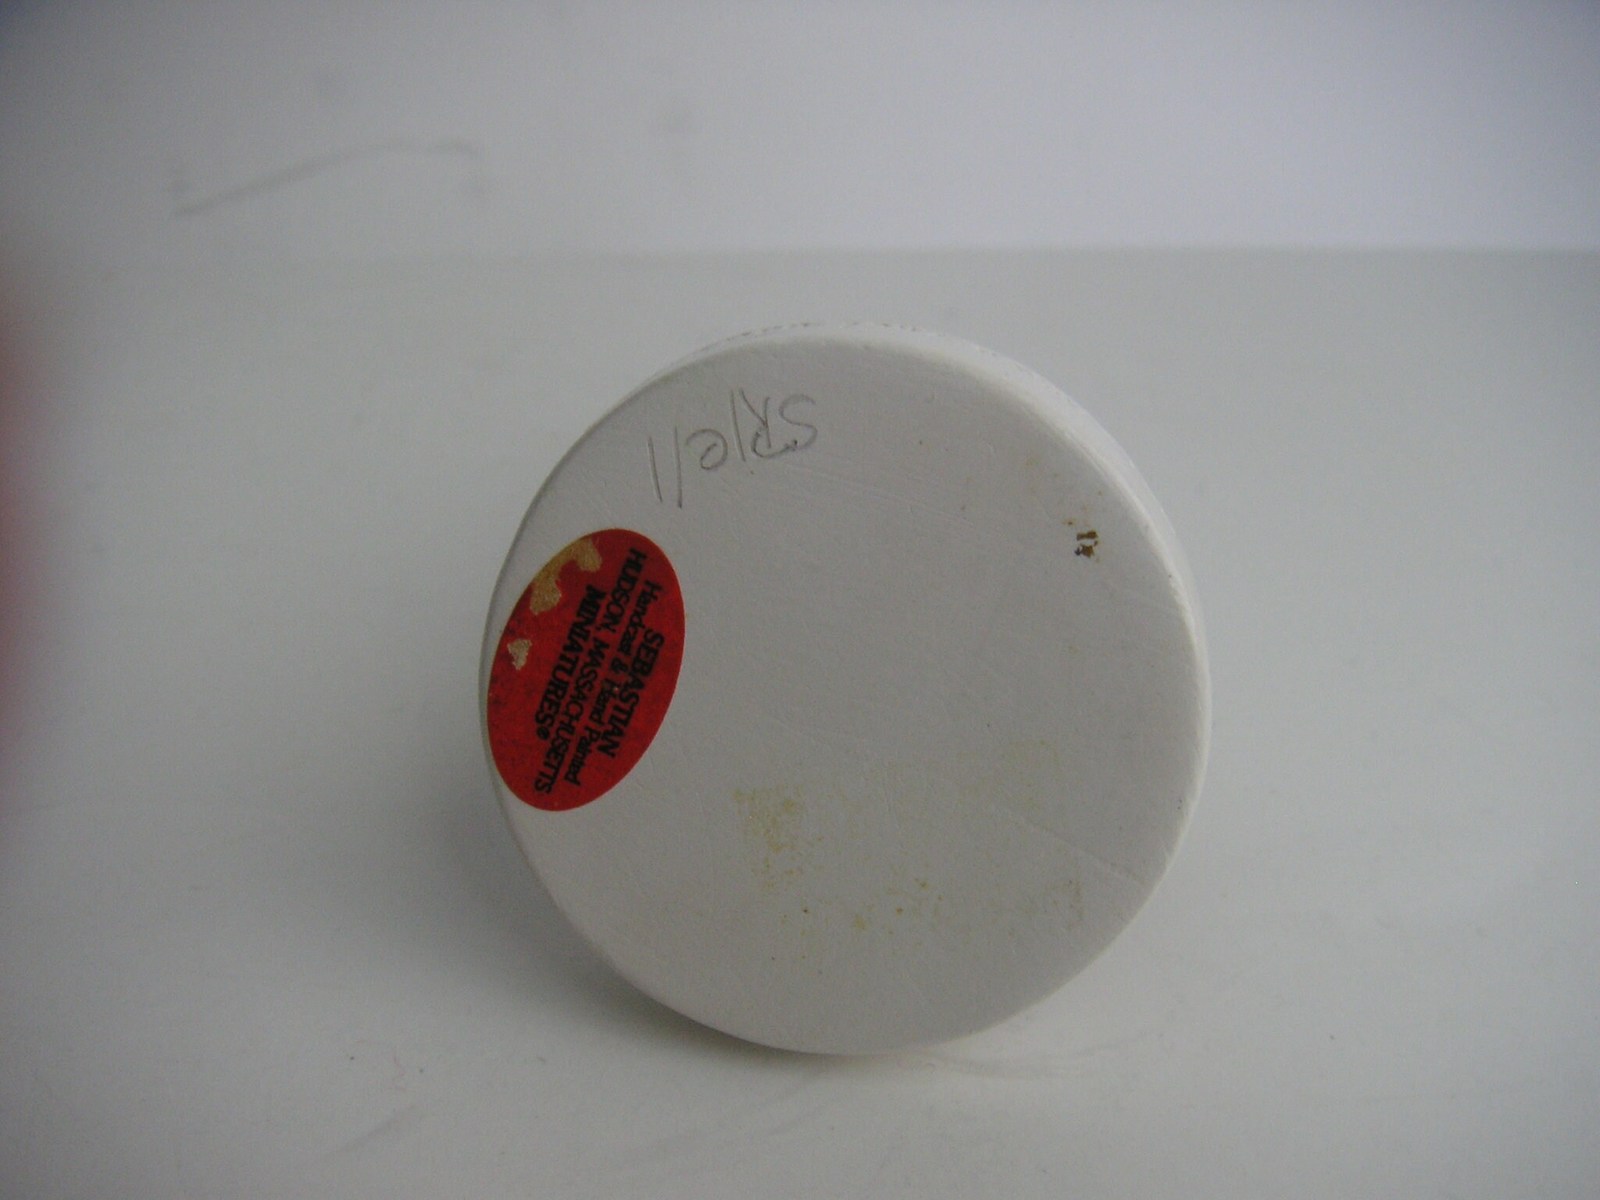 SR/e/1
SEBASTIAN
Handcast & Hand Painted
HUDSON, MASSACHUSETTS
MINIATURES®